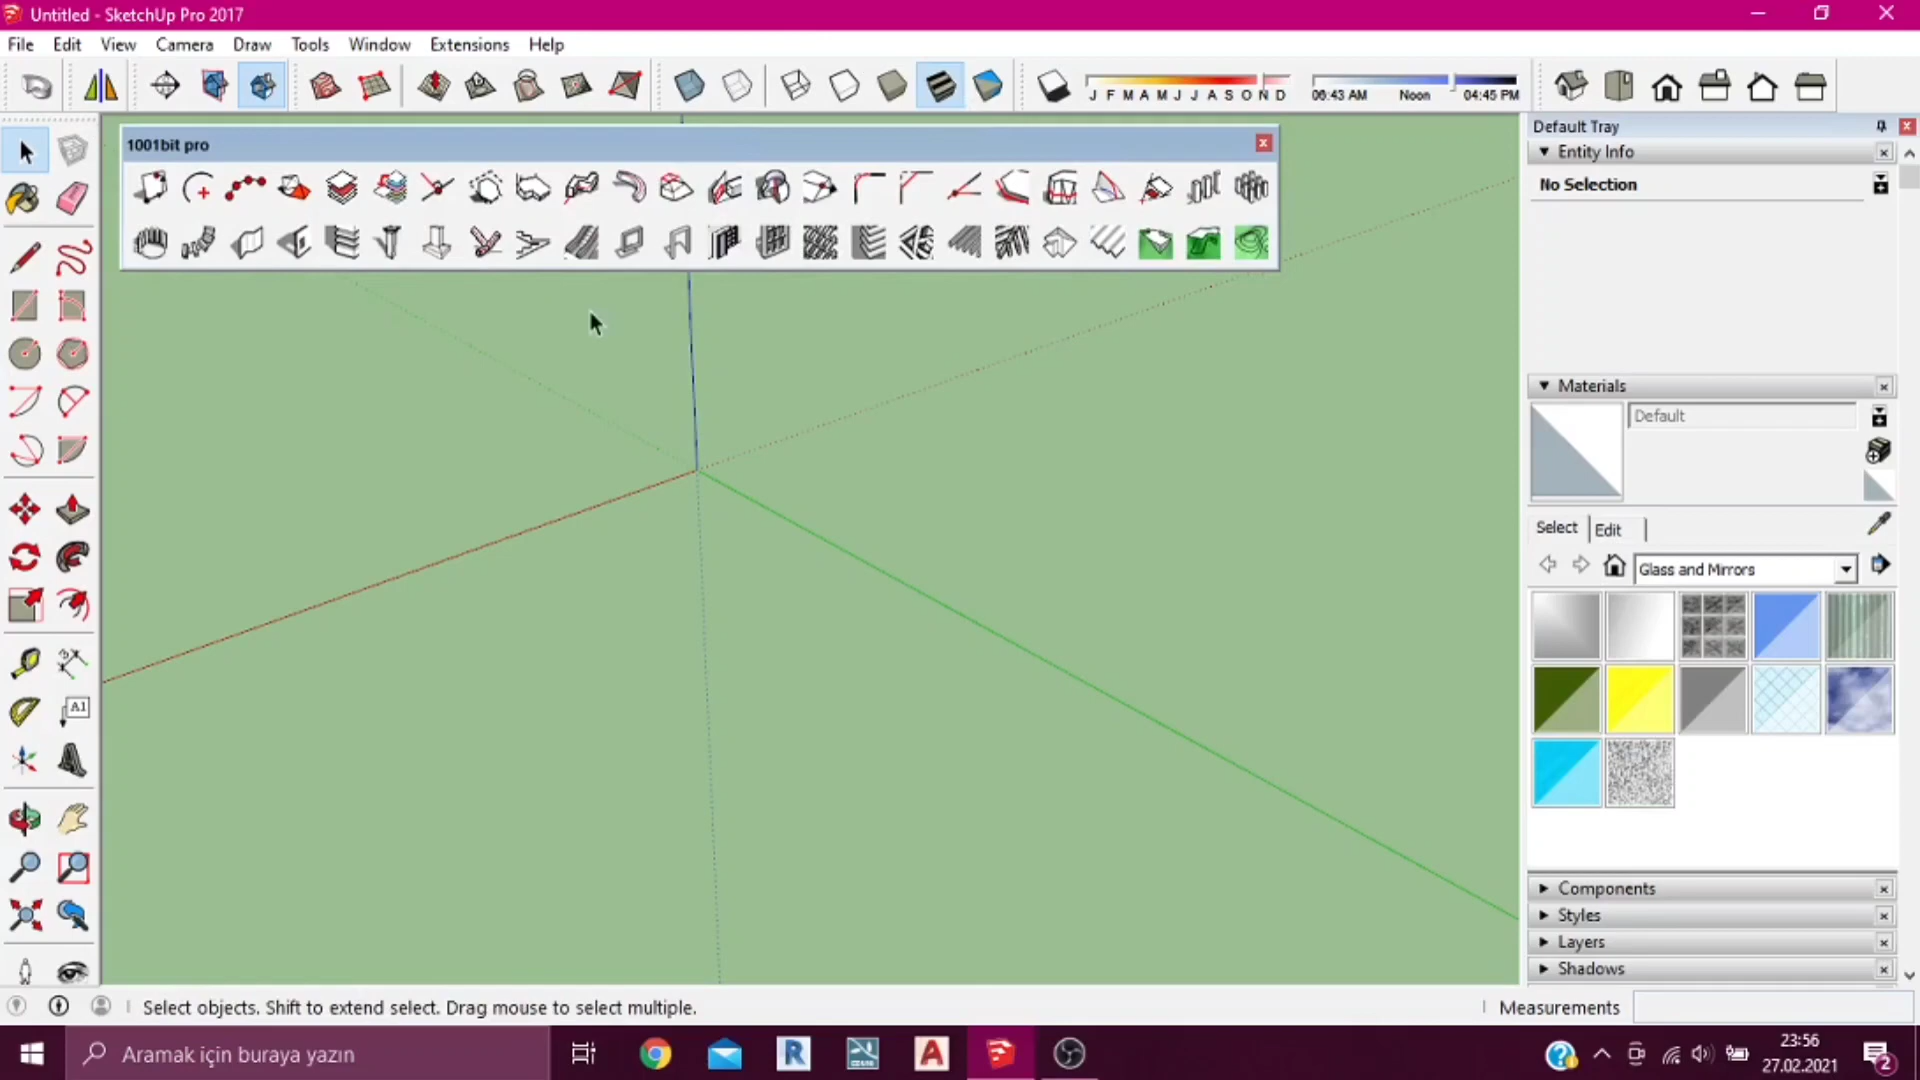 Untitled - SketchUp Pro 2017
File Edit View Camera Draw Tools Window Extensions Help
J F M A M J J A S O N D
06:43 AM Noon 04:45 PM
1001bit pro
Default Tray
Entity Info
No Selection
Materials
Default
Select Edit
Glass and Mirrors
A1
Components
Styles
Layers
Shadows
Select objects. Shift to extend select. Drag mouse to select multiple.
Measurements
Aramak için buraya yazın
23:56
27.02.2021
2